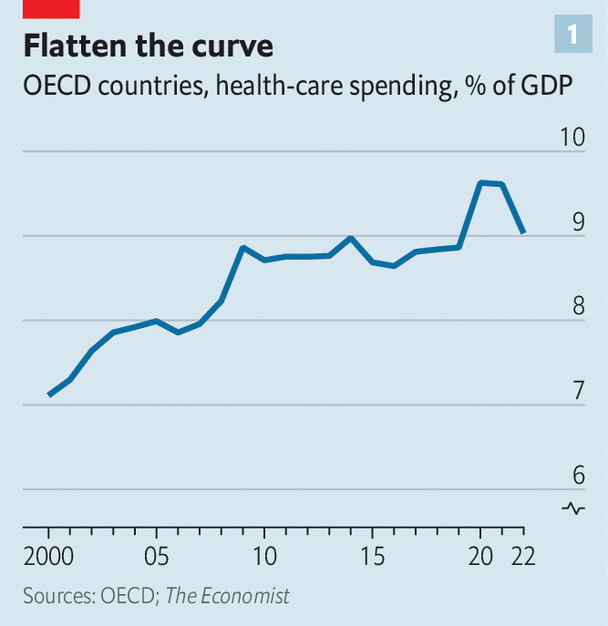 Flatten the curve
1
OECD countries, health-care spending, % of GDP
10
9
8
7
6
2000 05 10 15 20 22
Sources: OECD; The Economist